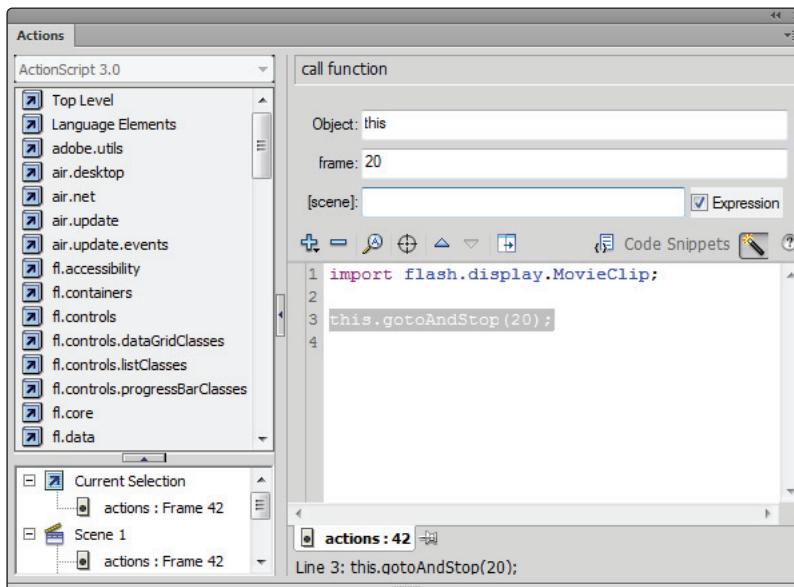 Actions
ActionScript 3.0
Top Level
Language Elements
adobe.utils
air.desktop
air.net
air.update
air.update.events
fl.accessibility
fl.containers
fl.controls
fl.controls.dataGridClasses
fl.controls.listClasses
fl.controls.progressBarClasses
fl.core
fl.data
Current Selection
actions : Frame 42
Scene 1
actions : Frame 42
call function
Object: this
frame: 20
[scene]: Expression
Code Snippets ?
1 import flash.display.MovieClip;
2
3 this.gotoAndStop(20);
4
actions : 42
Line 3: this.gotoAndStop(20);